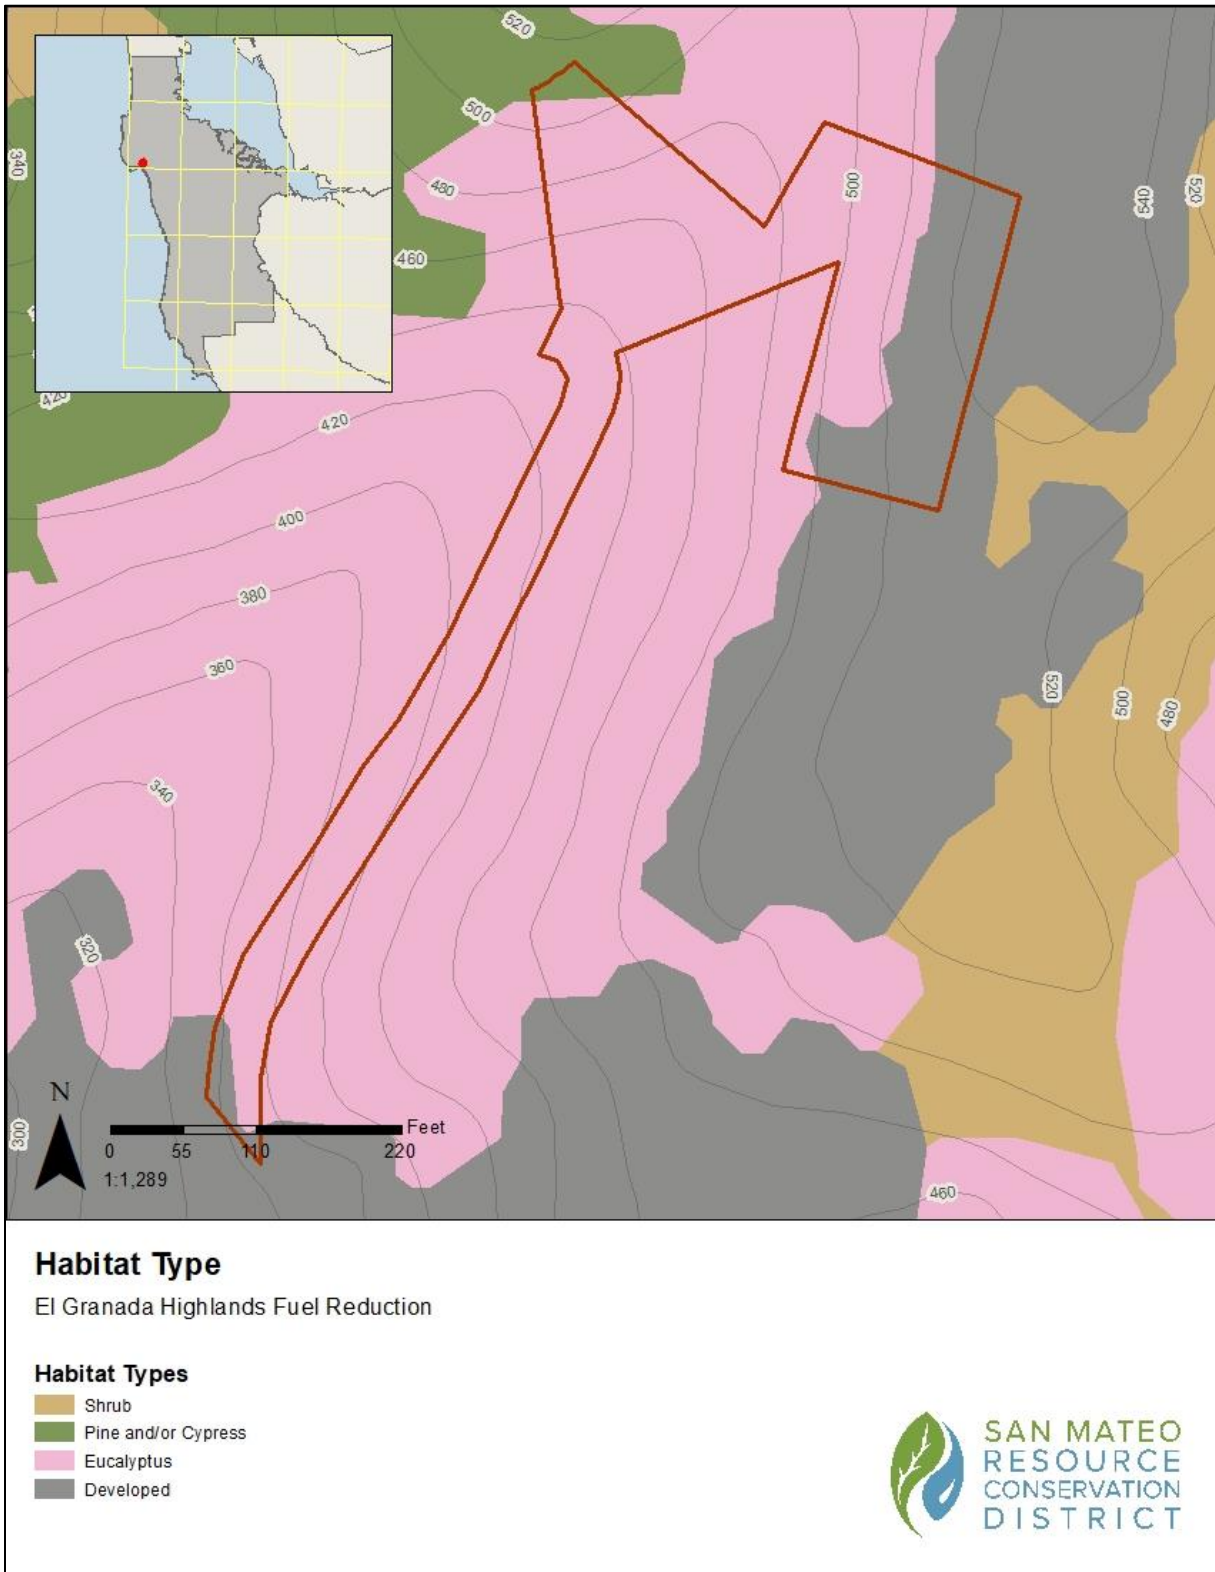 520
500
340
480
500
540
520
460
420
420
400
380
360
520
500
480
340
320
N
300
Feet
0 55 110 220
1:1,289
460
Habitat Type
El Granada Highlands Fuel Reduction
Habitat Types
Shrub
Pine and/or Cypress
Eucalyptus
Developed
SAN MATEO
RESOURCE
CONSERVATION
DISTRICT